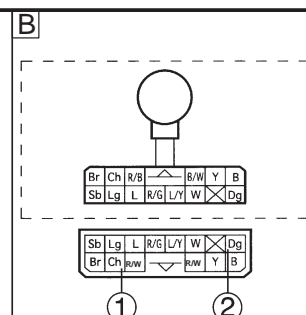 B
Br Ch R/B B/W Y B
Sb Lg L R/G L/Y W Dg
Sb Lg L R/G L/Y W Dg
Br Ch R/W R/W Y B
1 2